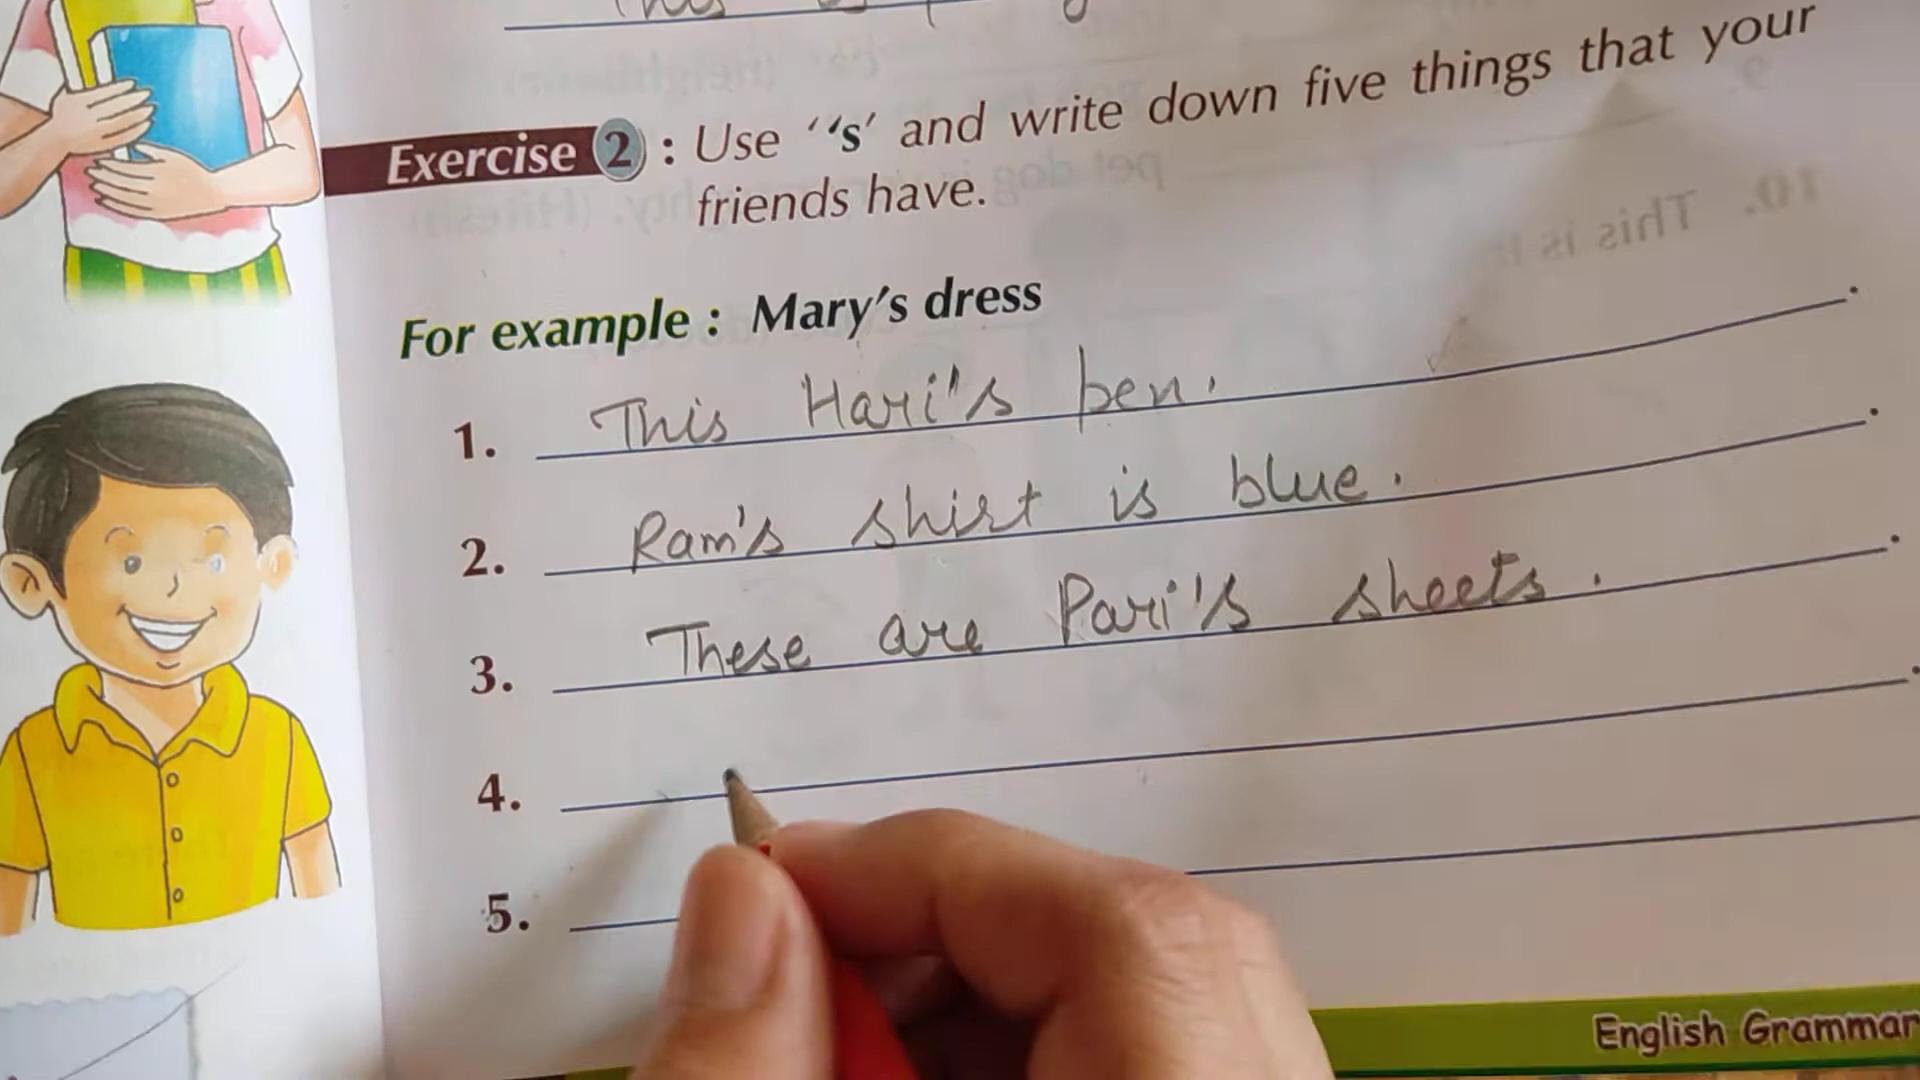 This
Exercise 2 : Use ‘‘s’ and write down five things that your
friends have.
For example : Mary’s dress
1. This Hari's pen.
2. Ram's shirt is blue.
3. These are Pari's sheets.
4.
5.
English Grammar